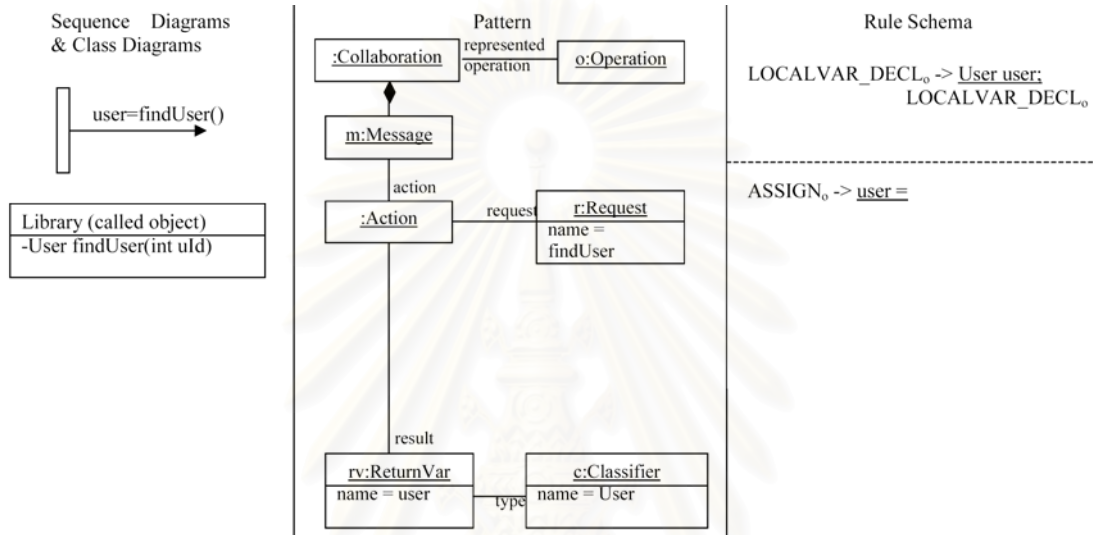 Sequence Diagrams
& Class Diagrams
user=findUser()
Library (called object)
-User findUser(int uId)
Pattern
:Collaboration
represented
operation
o:Operation
m:Message
action
:Action
request
r:Request
name =
findUser
result
rv:ReturnVar
name = user
type
c:Classifier
name = User
Rule Schema
LOCALVAR_DECLₒ -> User user;
LOCALVAR_DECLₒ
ASSIGNₒ -> user =